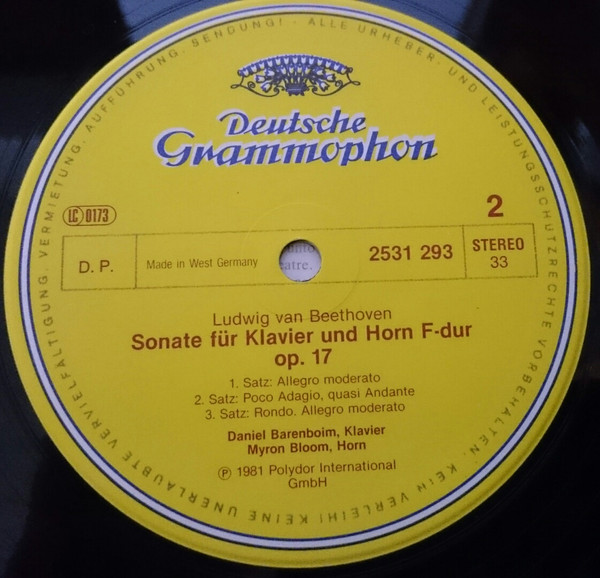 Deutsche
Grammophon
LC 0173
2
D. P.
Made in West Germany
2531 293
STEREO
33
eatre.
Ludwig van Beethoven
Sonate für Klavier und Horn F-dur
op. 17
1. Satz: Allegro moderato
2. Satz: Poco Adagio, quasi Andante
3. Satz: Rondo. Allegro moderato
Daniel Barenboim, Klavier
Myron Bloom, Horn
Ⓟ 1981 Polydor International
GmbH
ALLE URHEBER- UND LEISTUNGSSCHUTZRECHTE VORBEHALTEN. KEIN VERLEIH! KEINE UNERLAUBTE VERVIELFÄLTIGUNG, VERMIETUNG, AUFFÜHRUNG, SENDUNG! ·